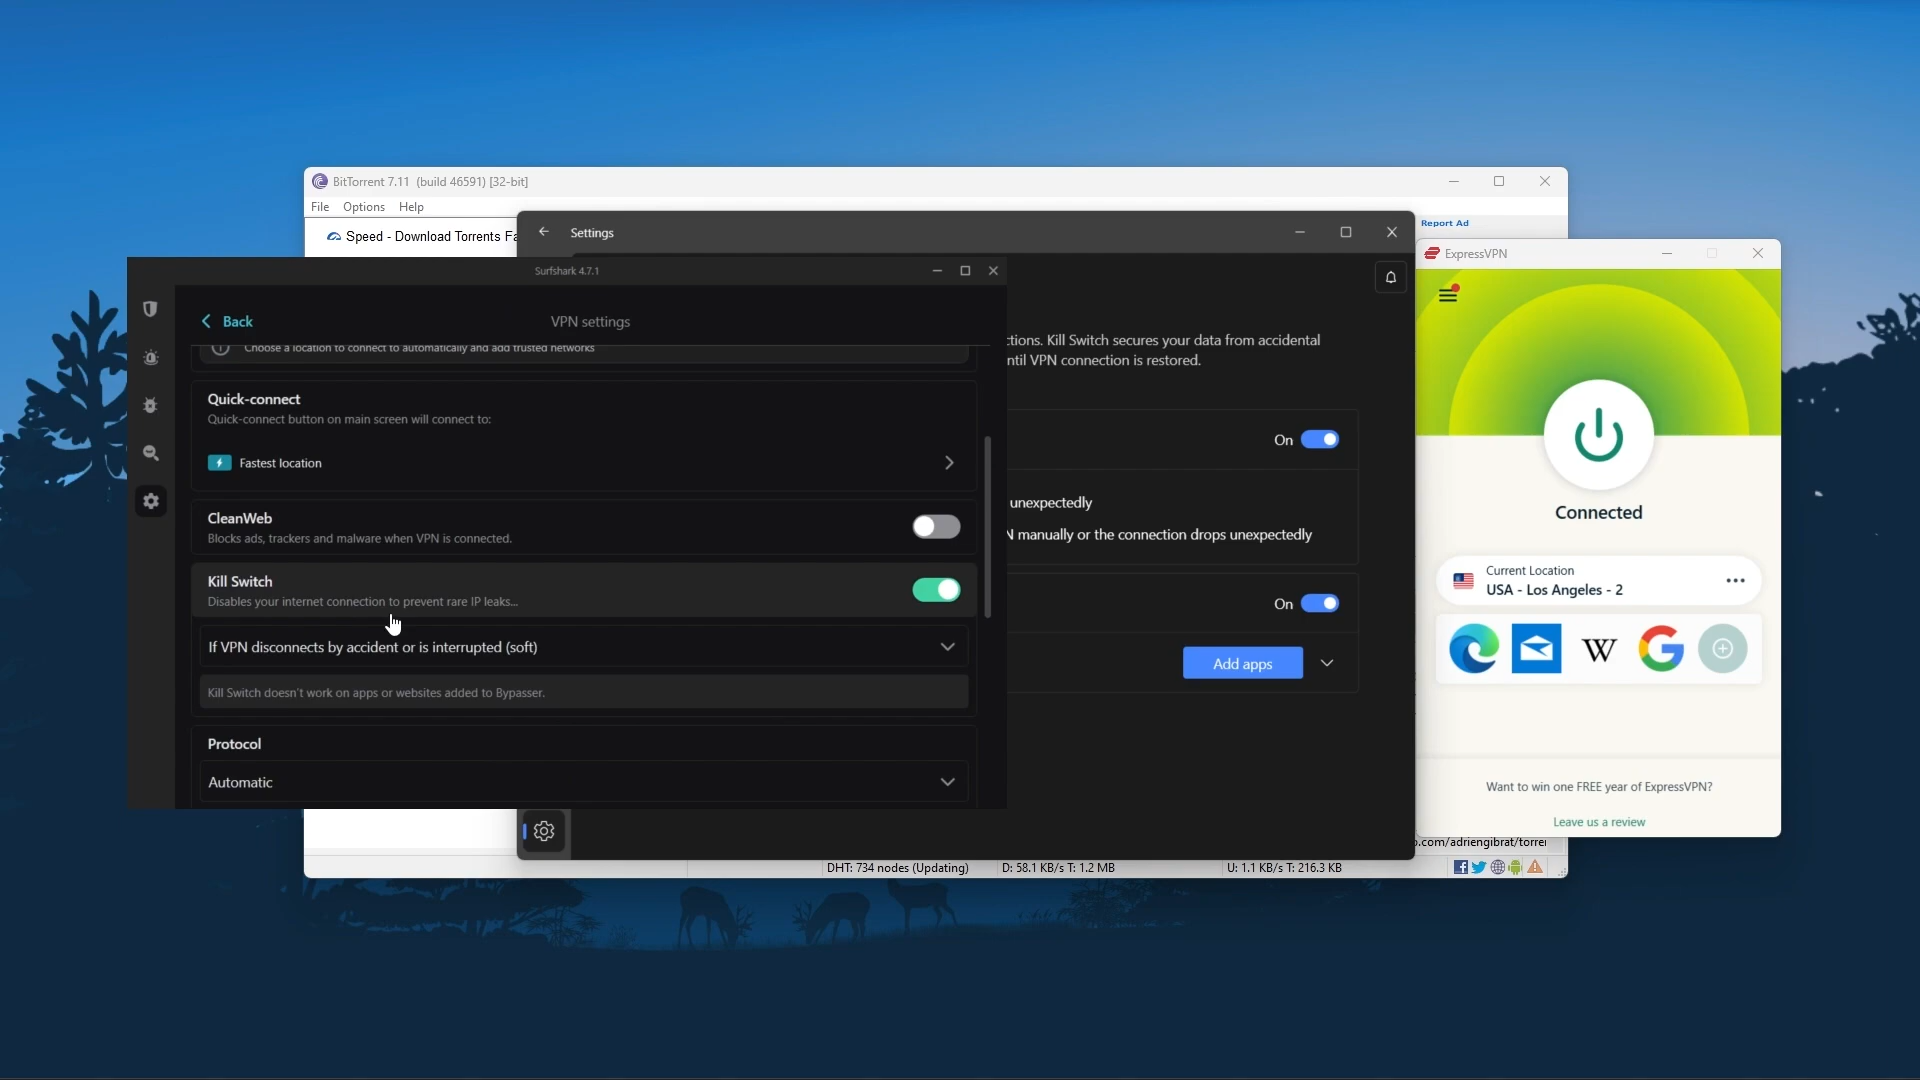 BitTorrent 7.11 (build 46591) [32-bit]
File Options Help
Speed - Download Torrents Fa
Report Ad
Settings
ctions. Kill Switch secures your data from accidental
ntil VPN connection is restored.
On
unexpectedly
N manually or the connection drops unexpectedly
On
Add apps
Surfshark 4.7.1
Back
VPN settings
Choose a location to connect to automatically and add trusted networks
Quick-connect
Quick-connect button on main screen will connect to:
Fastest location
CleanWeb
Blocks ads, trackers and malware when VPN is connected.
Kill Switch
Disables your internet connection to prevent rare IP leaks...
If VPN disconnects by accident or is interrupted (soft)
Kill Switch doesn't work on apps or websites added to Bypasser.
Protocol
Automatic
ExpressVPN
Connected
Current Location
USA - Los Angeles - 2
W
G
Want to win one FREE year of ExpressVPN?
Leave us a review
o.com/adriengibrat/torrei
DHT: 734 nodes (Updating)
D: 58.1 KB/s T: 1.2 MB
U: 1.1 KB/s T: 216.3 KB